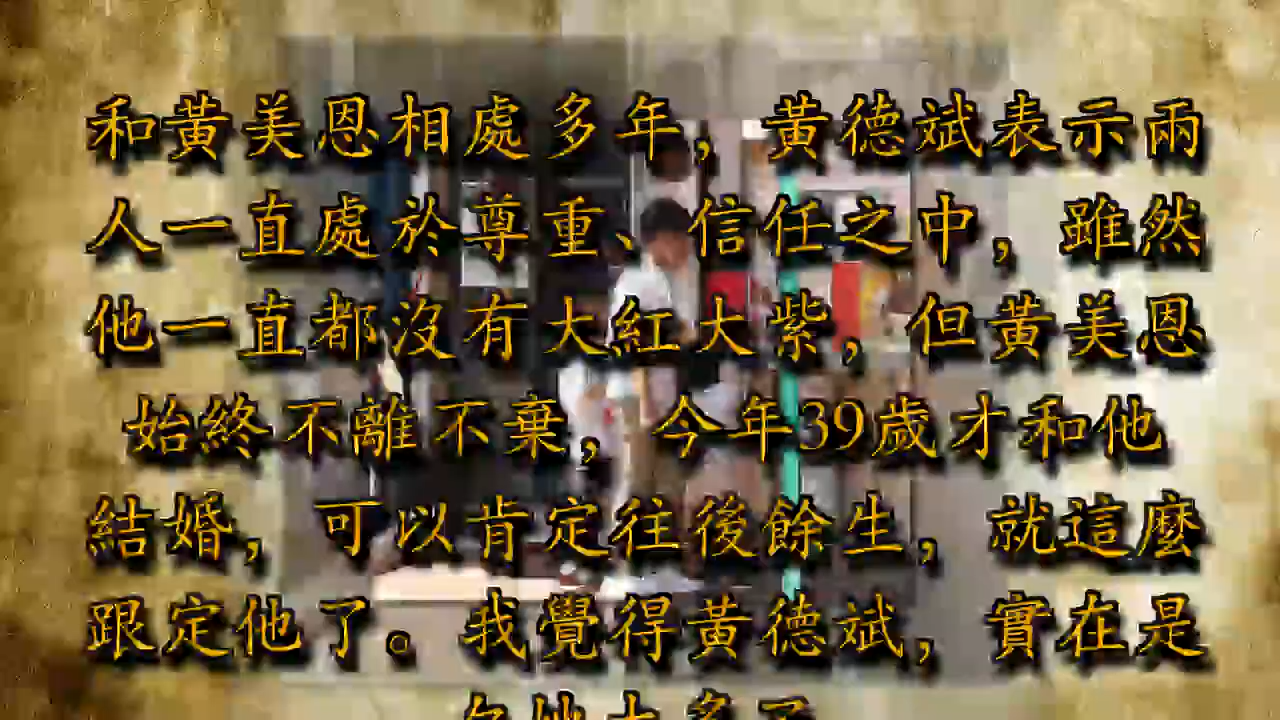 和黃美恩相處多年，黃德斌表示兩
人一直處於尊重、信任之中，雖然
他一直都沒有大紅大紫，但黃美恩
始終不離不棄，今年39歲才和他
結婚，可以肯定往後餘生，就這麼
跟定他了。我覺得黃德斌，實在是